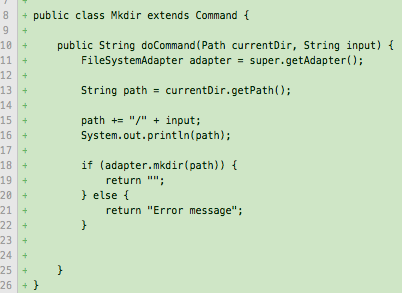 7 +
8 + public class Mkdir extends Command {
9 +
10 +     public String doCommand(Path currentDir, String input) {
11 +         FileSystemAdapter adapter = super.getAdapter();
12 +
13 +         String path = currentDir.getPath();
14 +
15 +         path += "/" + input;
16 +         System.out.println(path);
17 +
18 +         if (adapter.mkdir(path)) {
19 +             return "";
20 +         } else {
21 +             return "Error message";
22 +         }
23 +
24 +
25 +     }
26 + }